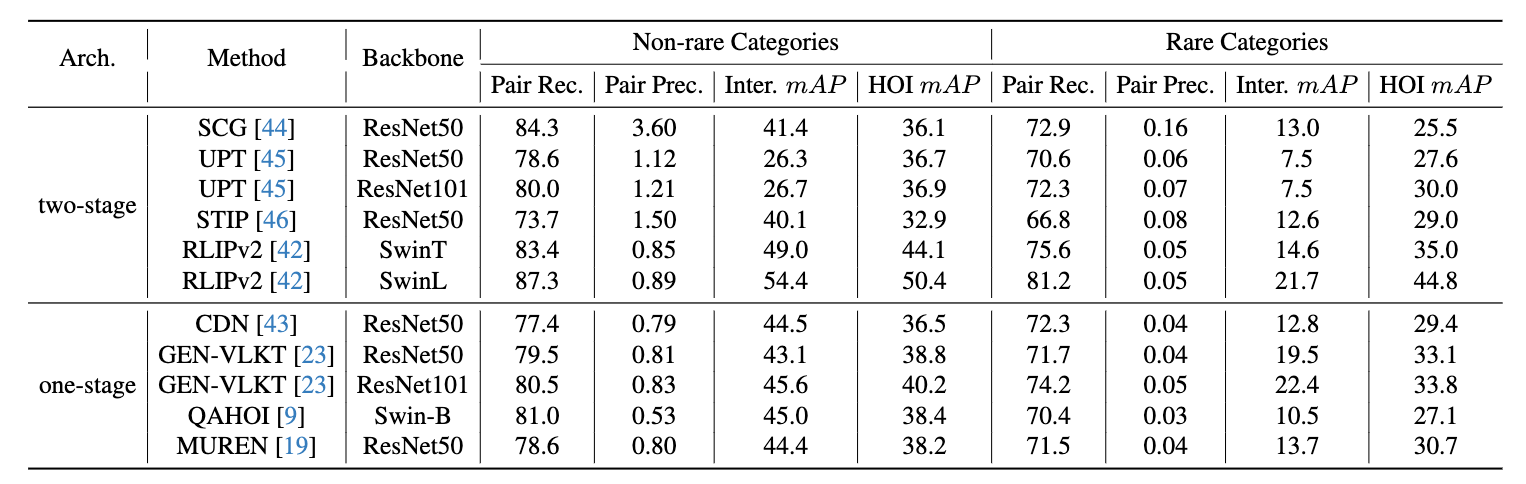 Arch. Method Backbone Non-rare Categories Rare Categories
Pair Rec. Pair Prec. Inter. mAP HOI mAP Pair Rec. Pair Prec. Inter. mAP HOI mAP
two-stage
SCG [44] ResNet50 84.3 3.60 41.4 36.1 72.9 0.16 13.0 25.5
UPT [45] ResNet50 78.6 1.12 26.3 36.7 70.6 0.06 7.5 27.6
UPT [45] ResNet101 80.0 1.21 26.7 36.9 72.3 0.07 7.5 30.0
STIP [46] ResNet50 73.7 1.50 40.1 32.9 66.8 0.08 12.6 29.0
RLIPv2 [42] SwinT 83.4 0.85 49.0 44.1 75.6 0.05 14.6 35.0
RLIPv2 [42] SwinL 87.3 0.89 54.4 50.4 81.2 0.05 21.7 44.8
one-stage
CDN [43] ResNet50 77.4 0.79 44.5 36.5 72.3 0.04 12.8 29.4
GEN-VLKT [23] ResNet50 79.5 0.81 43.1 38.8 71.7 0.04 19.5 33.1
GEN-VLKT [23] ResNet101 80.5 0.83 45.6 40.2 74.2 0.05 22.4 33.8
QAHOI [9] Swin-B 81.0 0.53 45.0 38.4 70.4 0.03 10.5 27.1
MUREN [19] ResNet50 78.6 0.80 44.4 38.2 71.5 0.04 13.7 30.7